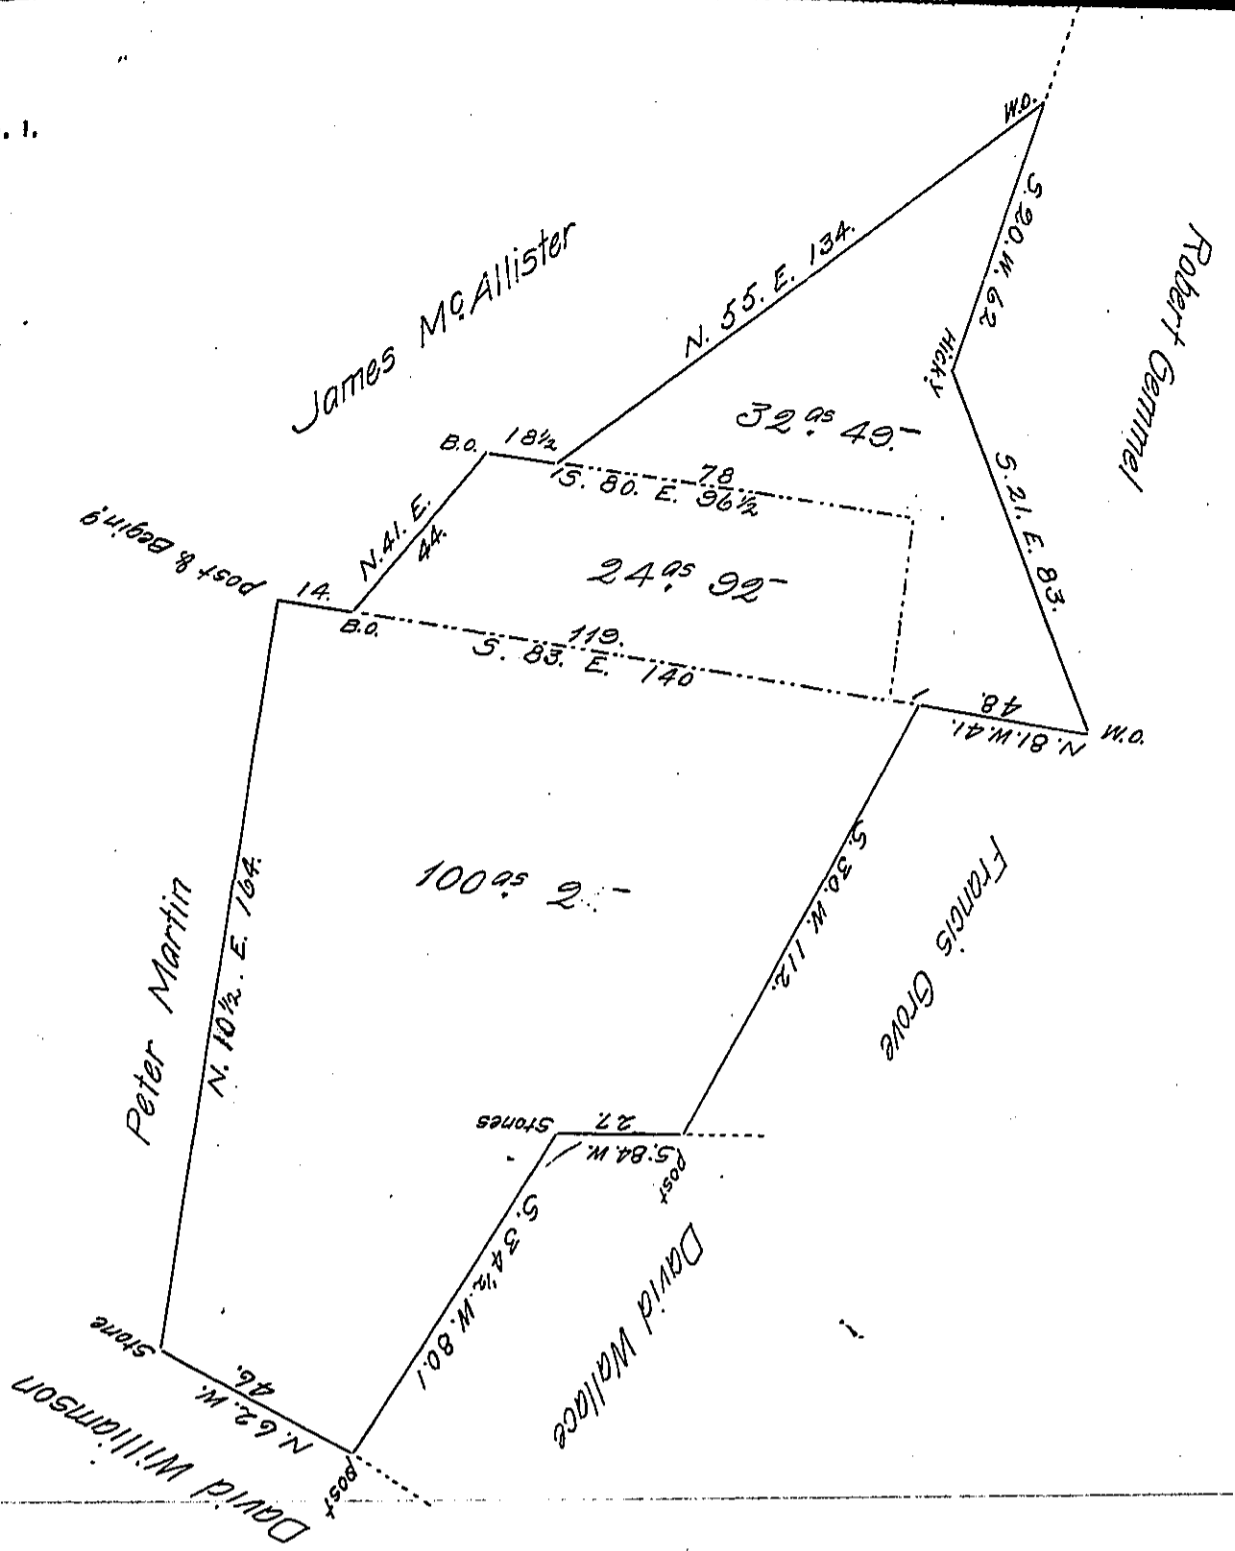 . 1.
W.O.
S. 20. W. 62
Robert Gemmel
James McAllister
N. 55. E. 134.
Hicky
32 as 49.-
B.O.
18½
S. 80. E. 96½
78
S. 21. E. 83.
post & Begining
14.
N. 41. E.
44.
B.O.
24 as 92-
119.
S. 83. E. 140
48.
N. 81. W. 41.
W.O.
100 as 2 -
Peter Martin
N. 10½. E. 164.
S. 30. W. 112.
Francis Grove
Stones
27.
S. 84. W.
post
S. 34½. W. 80.1
David Wallace
Stone
46.
N. 62. W.
David Williamson
post